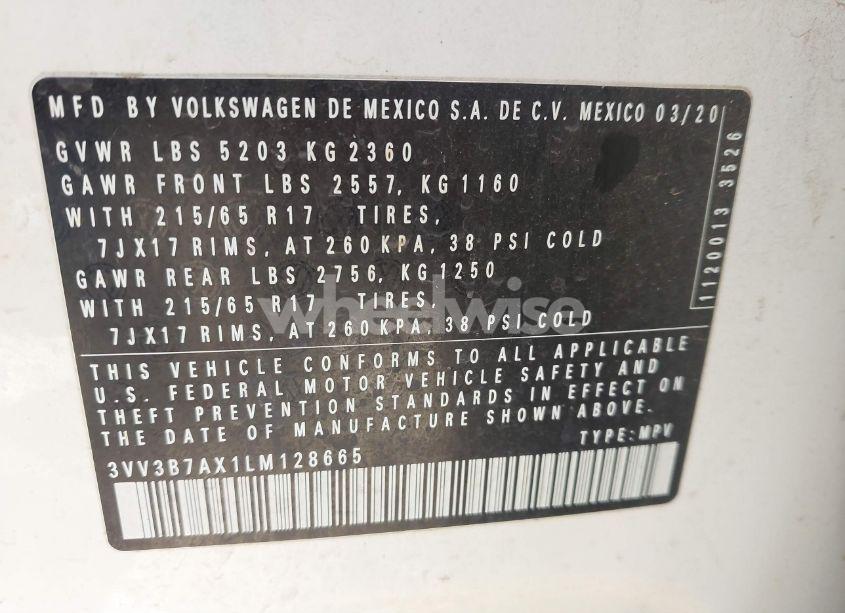 MFD BY VOLKSWAGEN DE MEXICO S.A. DE C.V. MEXICO 03/20
GVWR LBS 5203 KG 2360
GAWR FRONT LBS 2557, KG 1160
WITH 215/65 R17 TIRES,
7JX17 RIMS, AT 260 KPA, 38 PSI COLD
GAWR REAR LBS 2756, KG 1250
WITH 215/65 R17 TIRES,
7JX17 RIMS, AT 260 KPA, 38 PSI COLD
1120013 3526
wheelwise
THIS VEHICLE CONFORMS TO ALL APPLICABLE
U.S. FEDERAL MOTOR VEHICLE SAFETY AND
THEFT PREVENTION STANDARDS IN EFFECT ON
THE DATE OF MANUFACTURE SHOWN ABOVE.
TYPE: MPV
3VV3B7AX1LM128665